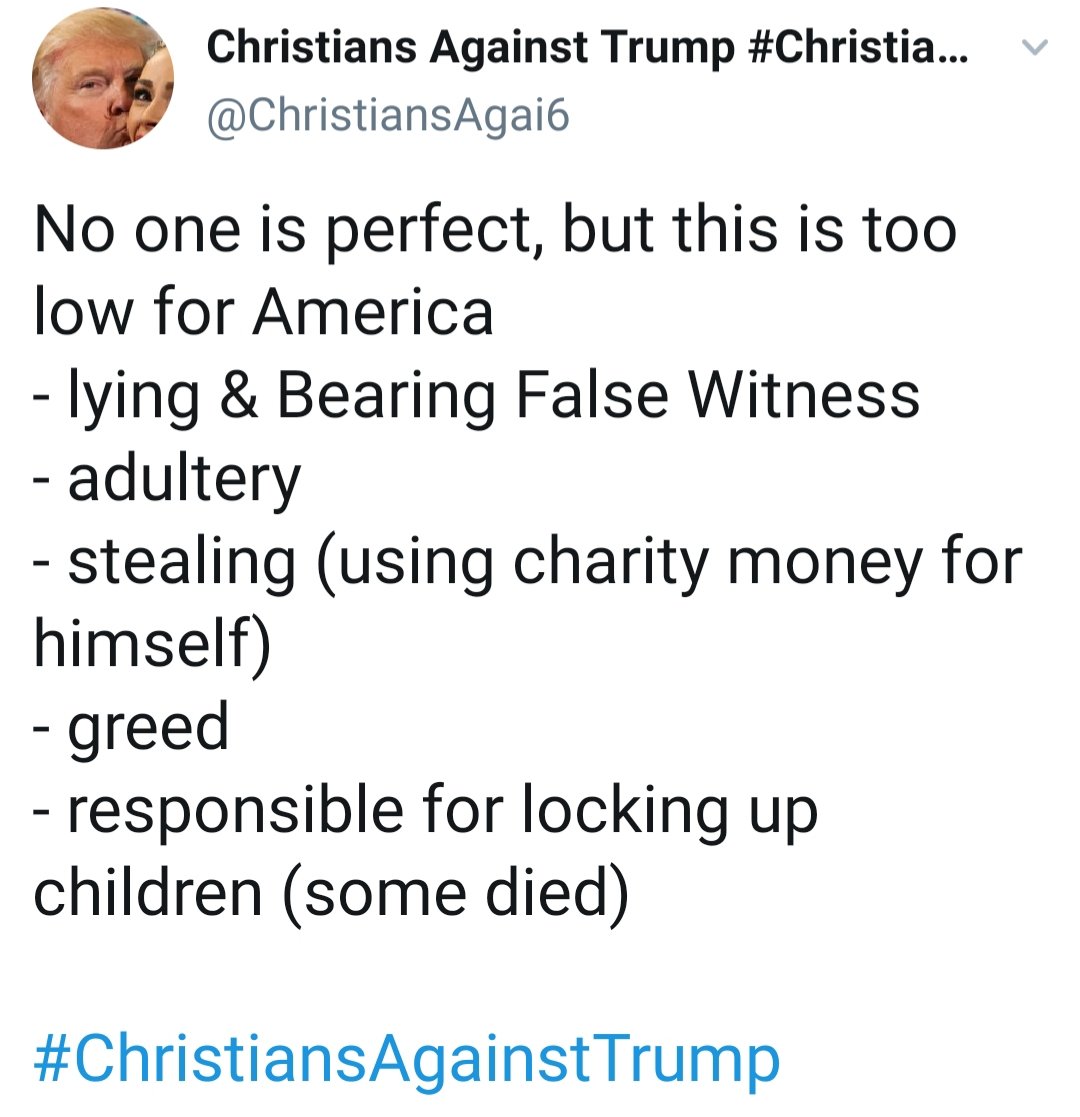 Christians Against Trump #Christia...
@ChristiansAgai6
No one is perfect, but this is too
low for America
- lying & Bearing False Witness
- adultery
- stealing (using charity money for
himself)
- greed
- responsible for locking up
children (some died)
#ChristiansAgainstTrump